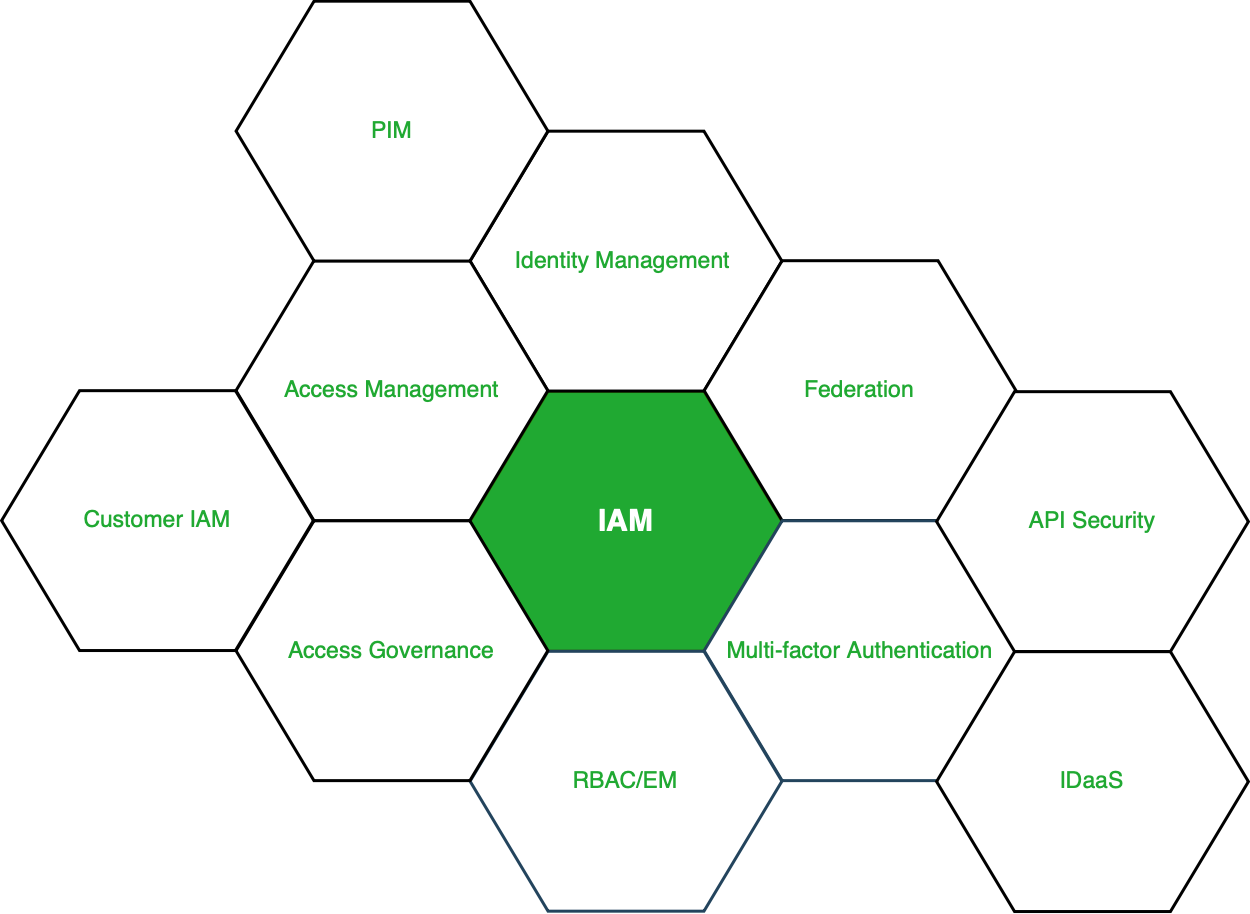 PIM
Identity Management
Access Management
Federation
Customer IAM
IAM
API Security
Access Governance
Multi-factor Authentication
RBAC/EM
IDaaS